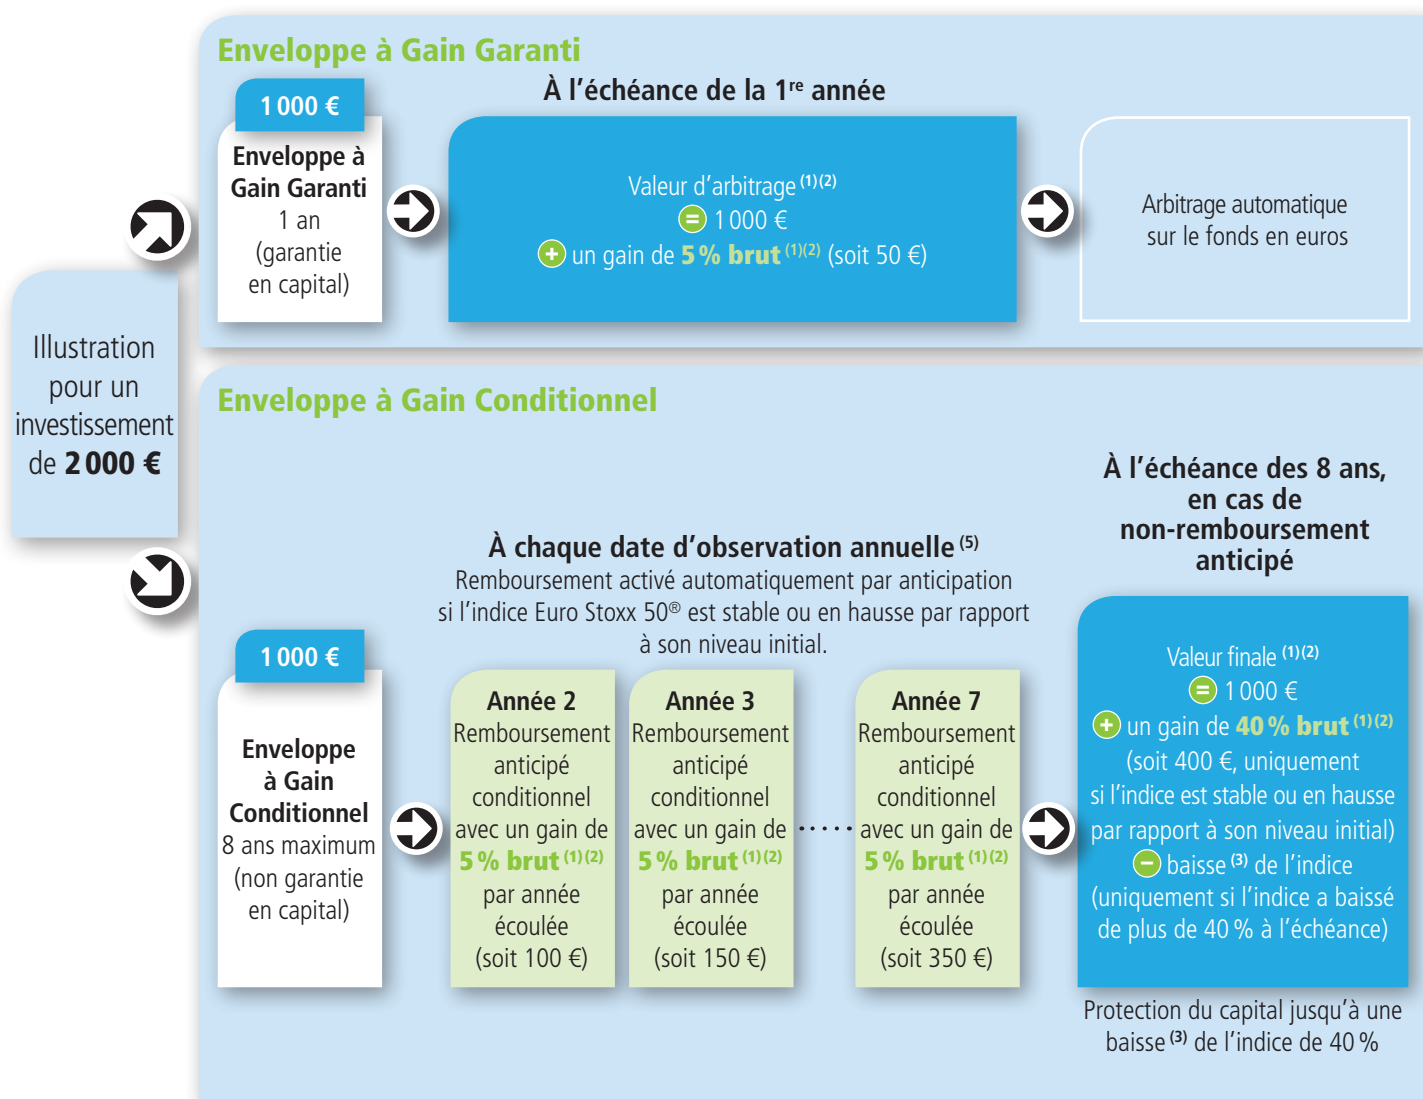 Enveloppe à Gain Garanti
1 000 €
Enveloppe à
Gain Garanti
1 an
(garantie
en capital)
À l’échéance de la 1re année
Valeur d’arbitrage (1)(2)
= 1 000 €
+ un gain de 5 % brut (1)(2) (soit 50 €)
Arbitrage automatique
sur le fonds en euros
Illustration
pour un
investissement
de 2 000 €
Enveloppe à Gain Conditionnel
1 000 €
Enveloppe
à Gain
Conditionnel
8 ans maximum
(non garantie
en capital)
À chaque date d’observation annuelle (5)
Remboursement activé automatiquement par anticipation
si l’indice Euro Stoxx 50® est stable ou en hausse par rapport
à son niveau initial.
Année 2
Remboursement
anticipé
conditionnel
avec un gain de
5 % brut (1)(2)
par année
écoulée
(soit 100 €)
Année 3
Remboursement
anticipé
conditionnel
avec un gain de
5 % brut (1)(2)
par année
écoulée
(soit 150 €)
Année 7
Remboursement
anticipé
conditionnel
avec un gain de
5 % brut (1)(2)
par année
écoulée
(soit 350 €)
À l’échéance des 8 ans,
en cas de
non-remboursement
anticipé
Valeur finale (1)(2)
= 1 000 €
+ un gain de 40 % brut (1)(2)
(soit 400 €, uniquement
si l’indice est stable ou en hausse
par rapport à son niveau initial)
− baisse (3) de l’indice
(uniquement si l’indice a baissé
de plus de 40 % à l’échéance)
Protection du capital jusqu’à une
baisse (3) de l’indice de 40 %